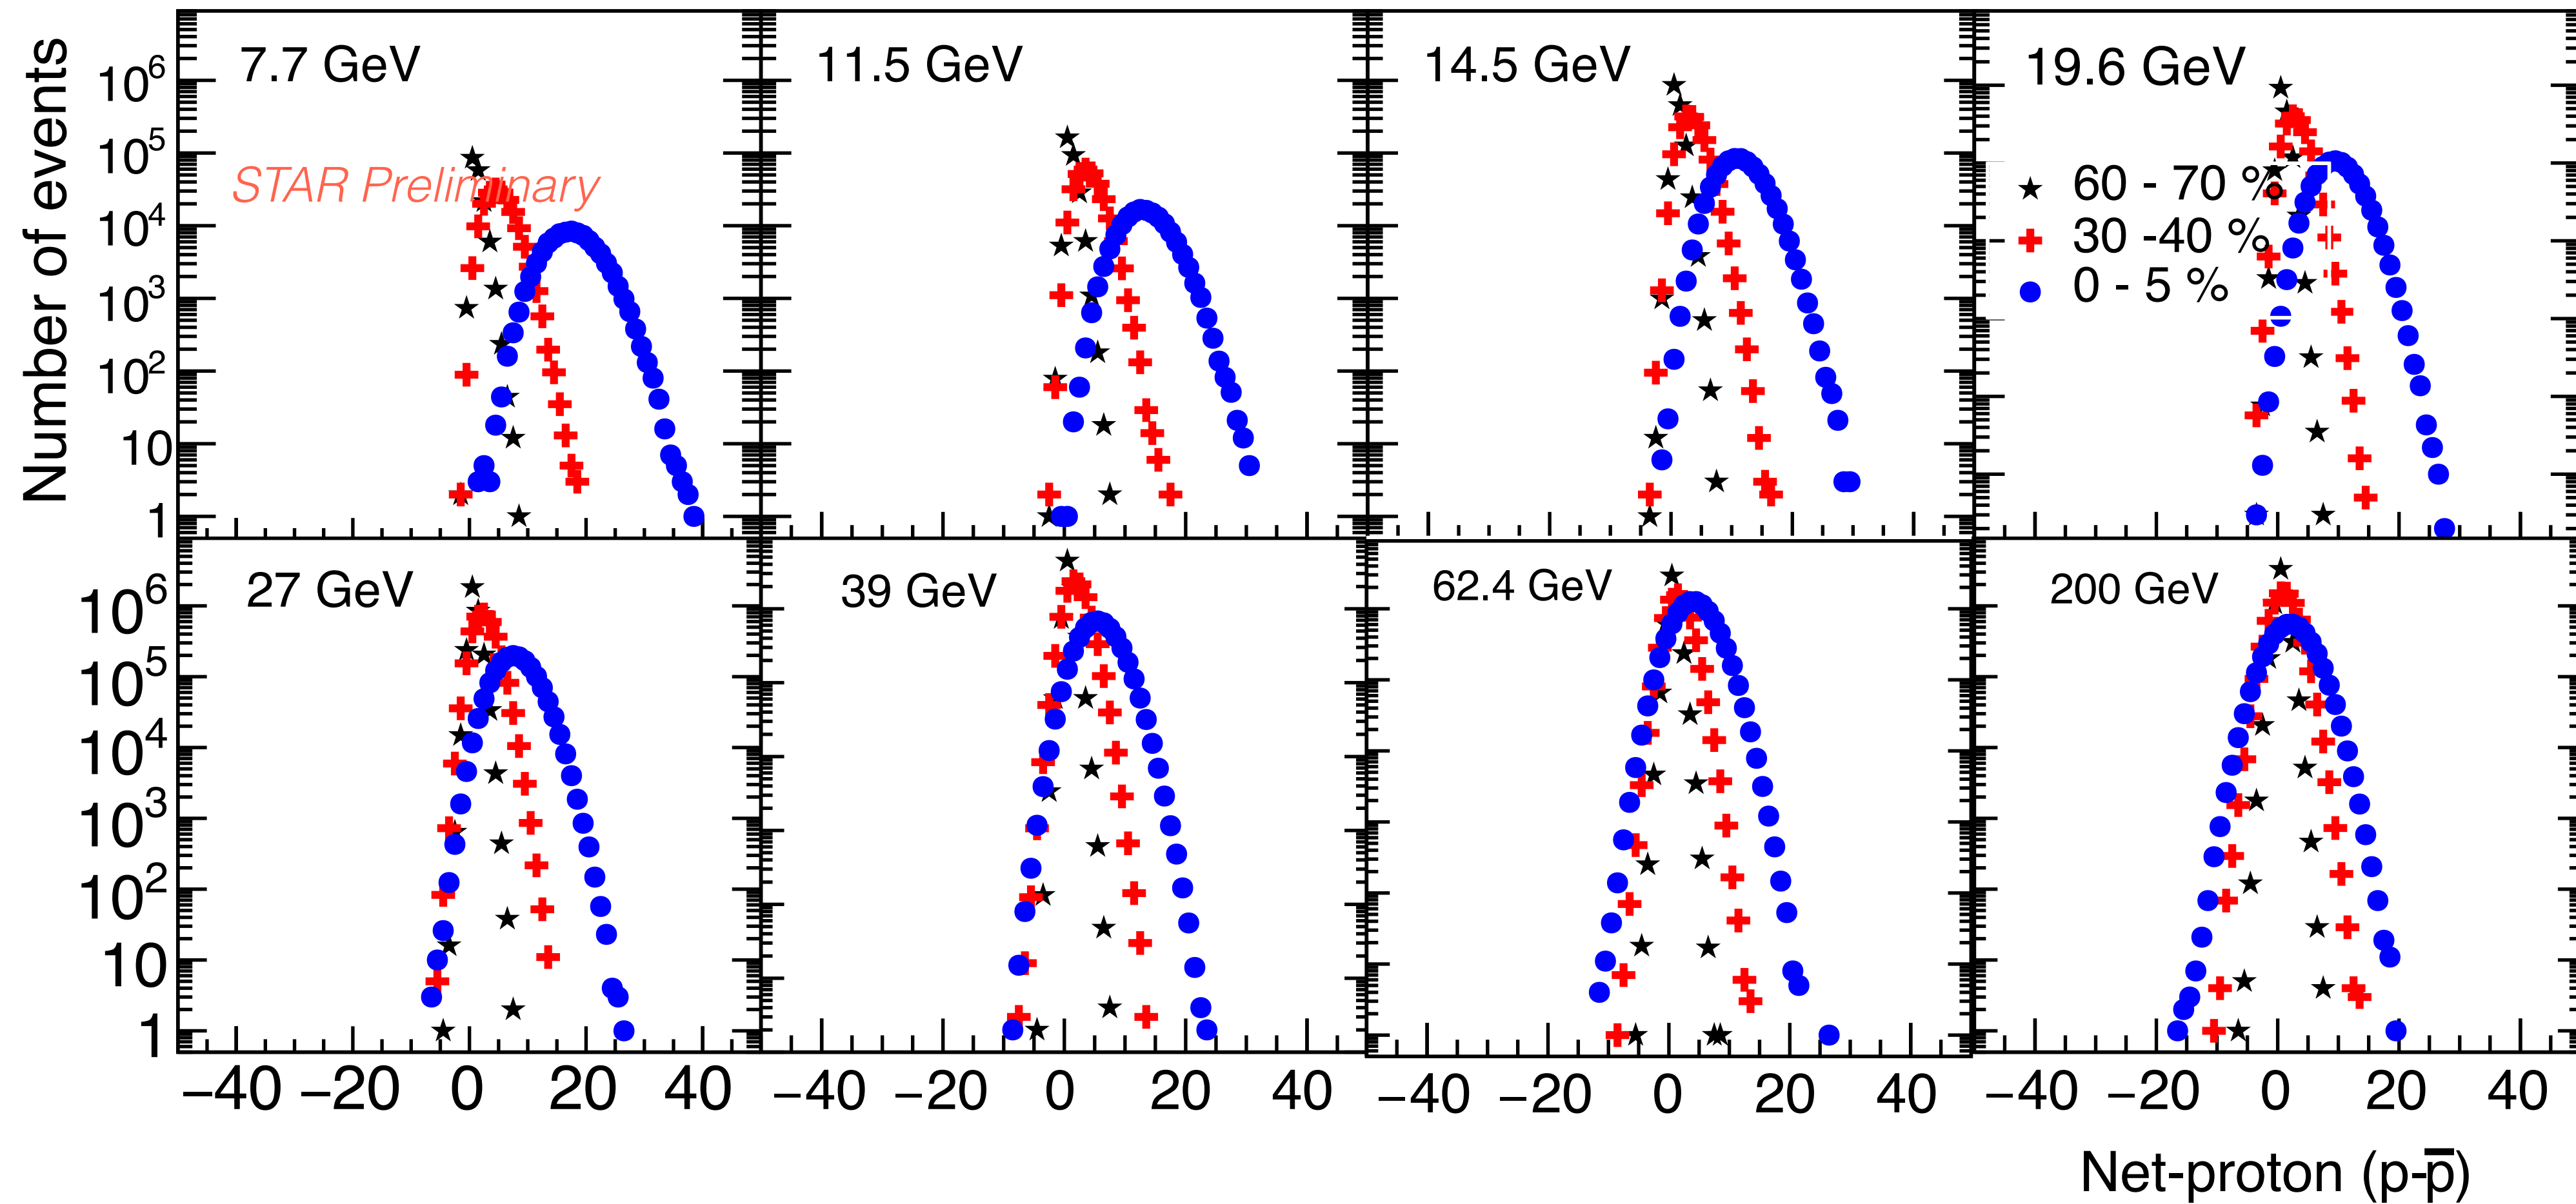 Number of events
7.7 GeV
11.5 GeV
14.5 GeV
19.6 GeV
STAR Preliminary
10⁶
10⁵
10⁴
10³
10²
10
1
60 - 70 %
30 -40 %
0 - 5 %
27 GeV
39 GeV
62.4 GeV
200 GeV
10⁶
10⁵
10⁴
10³
10²
10
1
−40 −20 0 20 40
−40 −20 0 20 40
−40 −20 0 20 40
−40 −20 0 20 40
Net-proton (p-p̅)